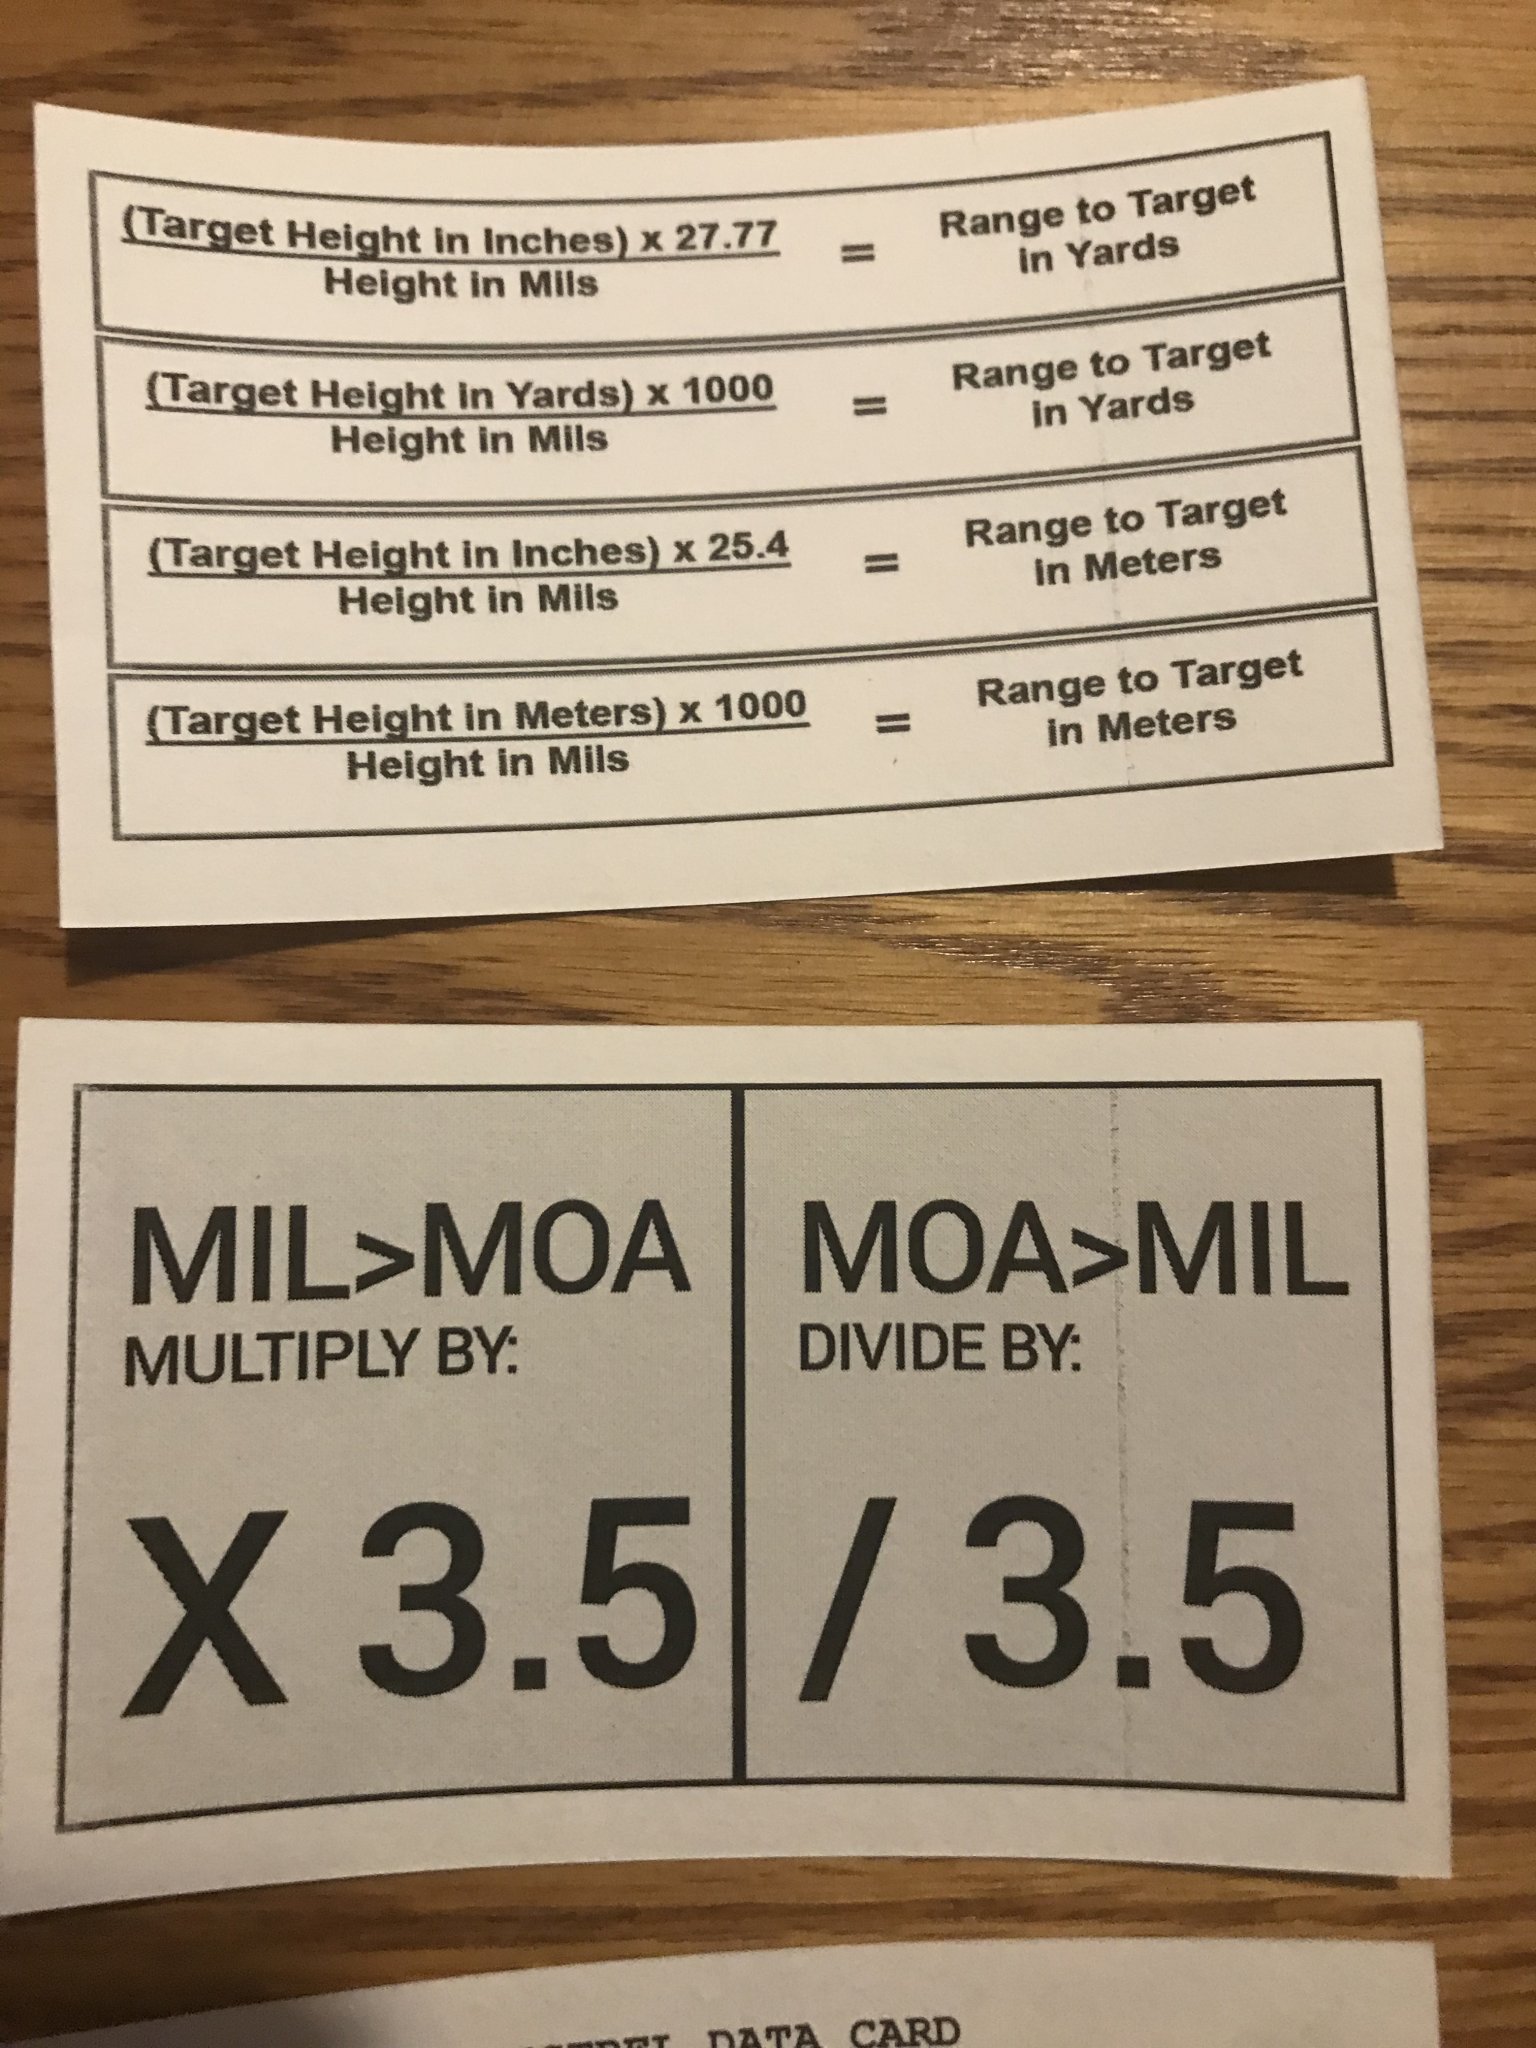 (Target Height in Inches) x 27.77
Height in Mils
=
Range to Target
in Yards
(Target Height in Yards) x 1000
Height in Mils
=
Range to Target
in Yards
(Target Height in Inches) x 25.4
Height in Mils
=
Range to Target
in Meters
(Target Height in Meters) x 1000
Height in Mils
=
Range to Target
in Meters
MIL>MOA
MULTIPLY BY:
X 3.5
MOA>MIL
DIVIDE BY:
/ 3.5
DATA CARD